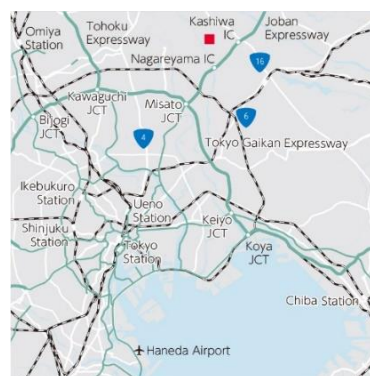 Omiya
Station
Tohoku
Expressway
Kashiwa
IC
Joban
Expressway
Nagareyama IC
16
Kawaguchi
JCT
Misato
JCT
Bijogi
JCT
4
6
Tokyo Gaikan Expressway
Ikebukuro
Station
Ueno
Station
Shinjuku
Station
Tokyo
Station
Keiyo
JCT
Koya
JCT
Chiba Station
Haneda Airport